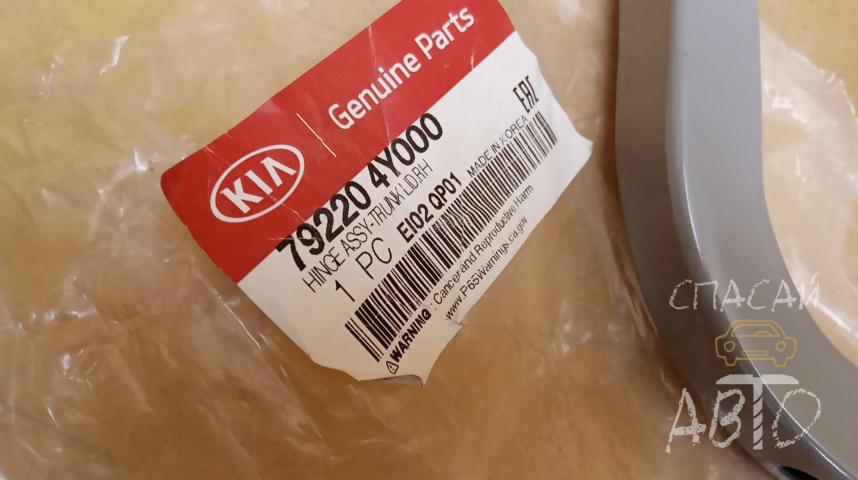 KIA
Genuine Parts
79220 4Y000
HINGE ASSY-TRUNK LID,RH
1 PC EI02 QP01 MADE IN KOREA
EAC
WARNING : Cancer and Reproductive Harm
www.P65Warnings.ca.gov
СПАСАЙ
АВТО